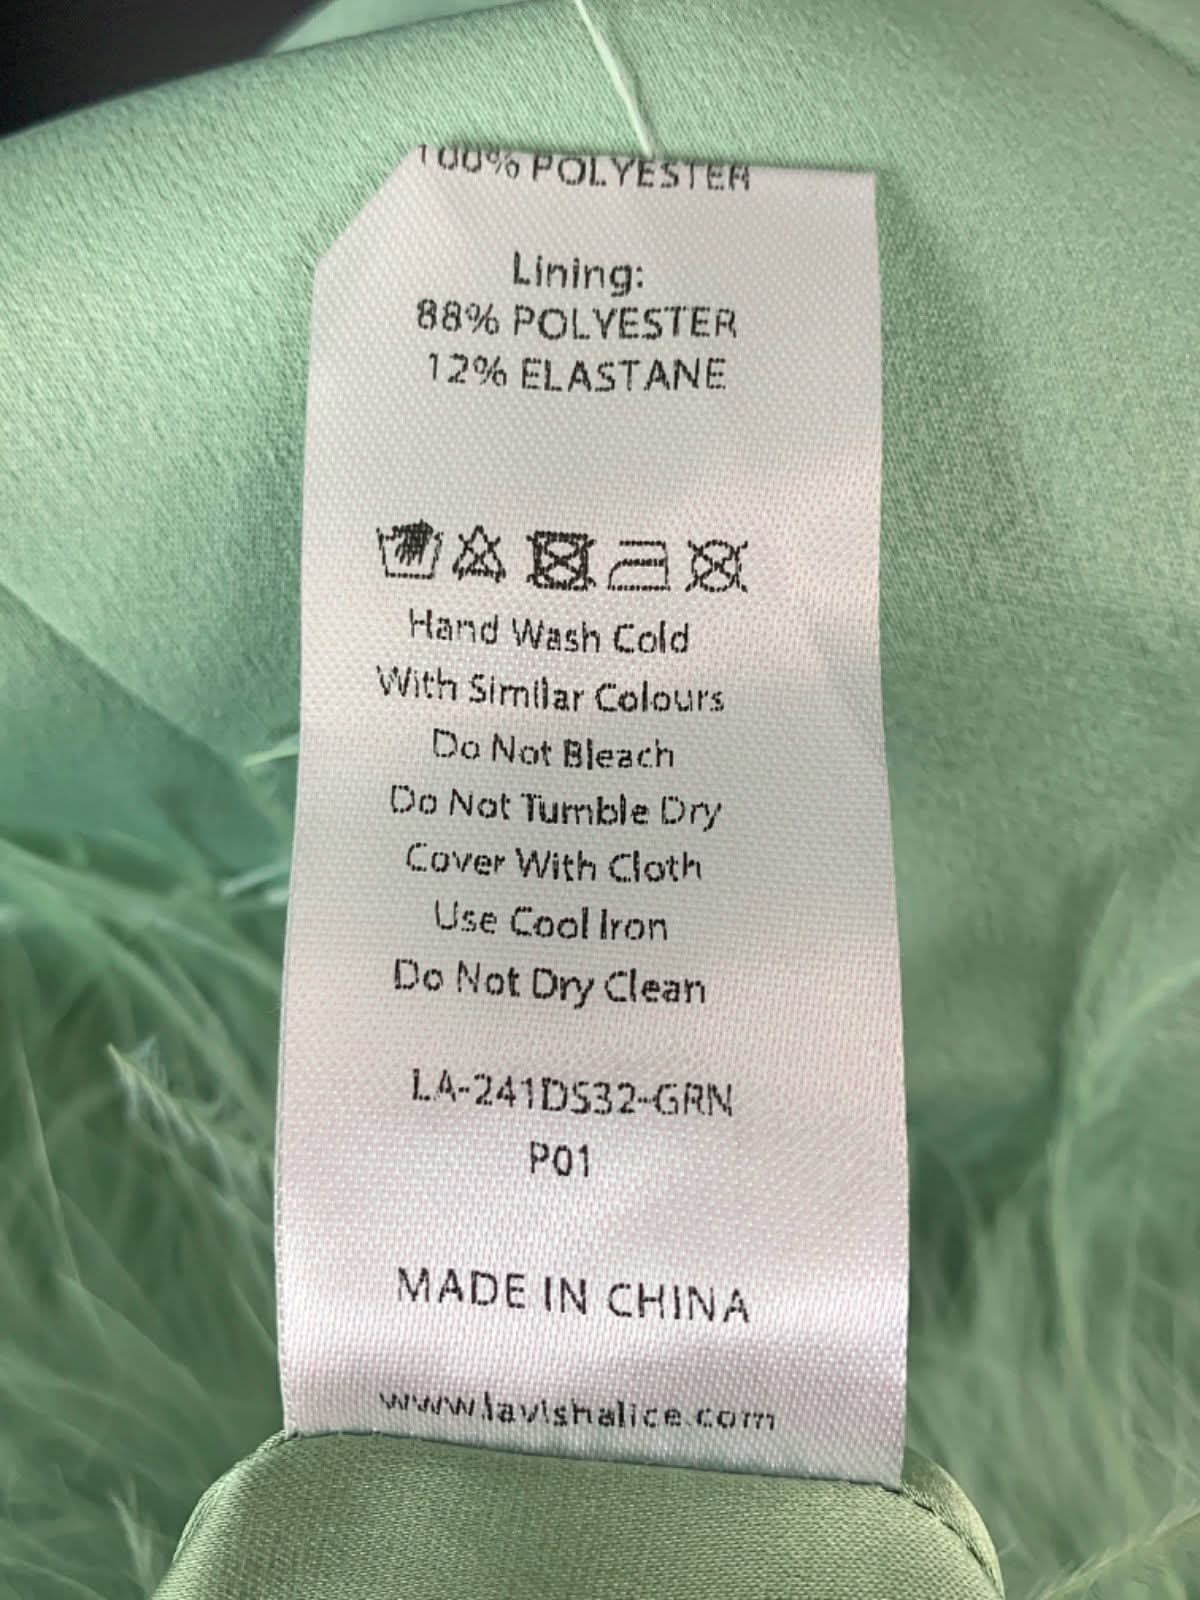 100% POLYESTER
Lining:
88% POLYESTER
12% ELASTANE
Hand Wash Cold
With Similar Colours
Do Not Bleach
Do Not Tumble Dry
Cover With Cloth
Use Cool Iron
Do Not Dry Clean
LA-241DS32-GRN
P01
MADE IN CHINA
www.lavishalice.com